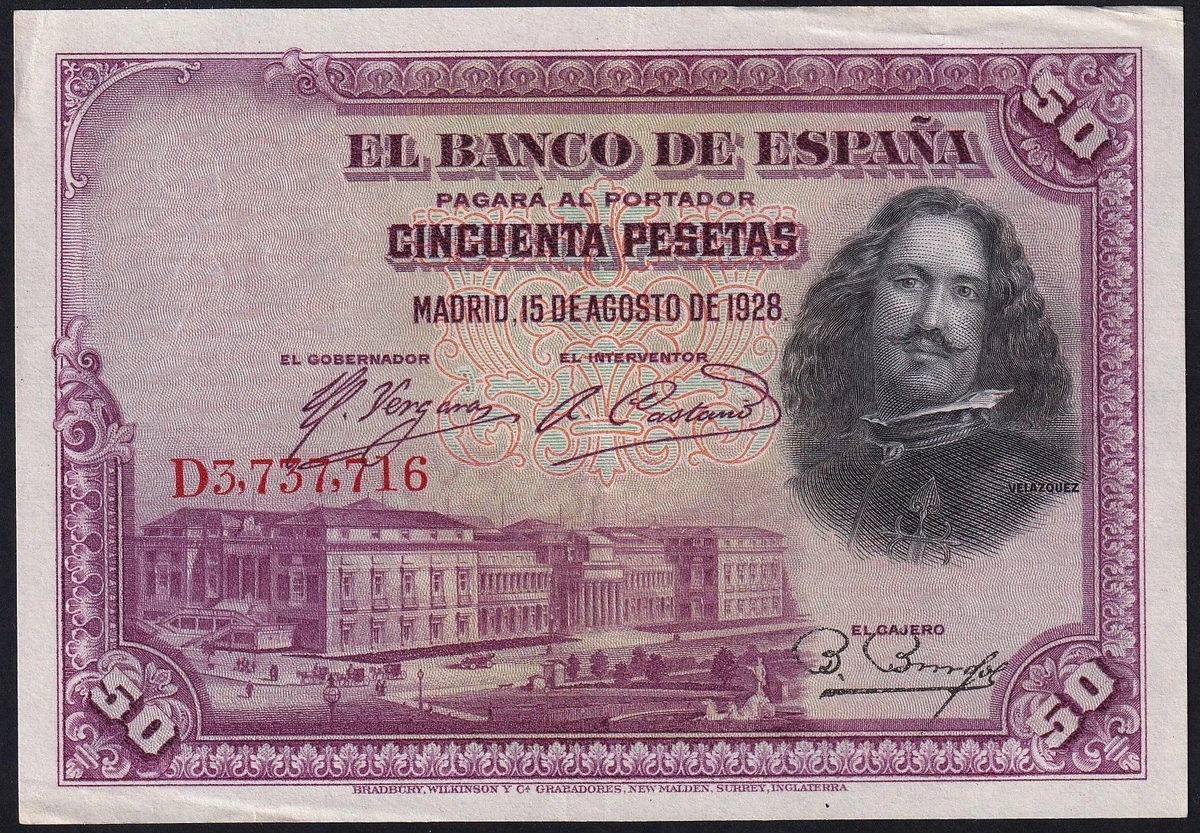 50
EL BANCO DE ESPAÑA
PAGARÁ AL PORTADOR
CINCUENTA PESETAS
MADRID, 15 DE AGOSTO DE 1928.
EL GOBERNADOR EL INTERVENTOR
D3,737,716
VELAZQUEZ
EL CAJERO
50 50
BRADBURY, WILKINSON Y Cª GRABADORES, NEW MALDEN, SURREY, INGLATERRA